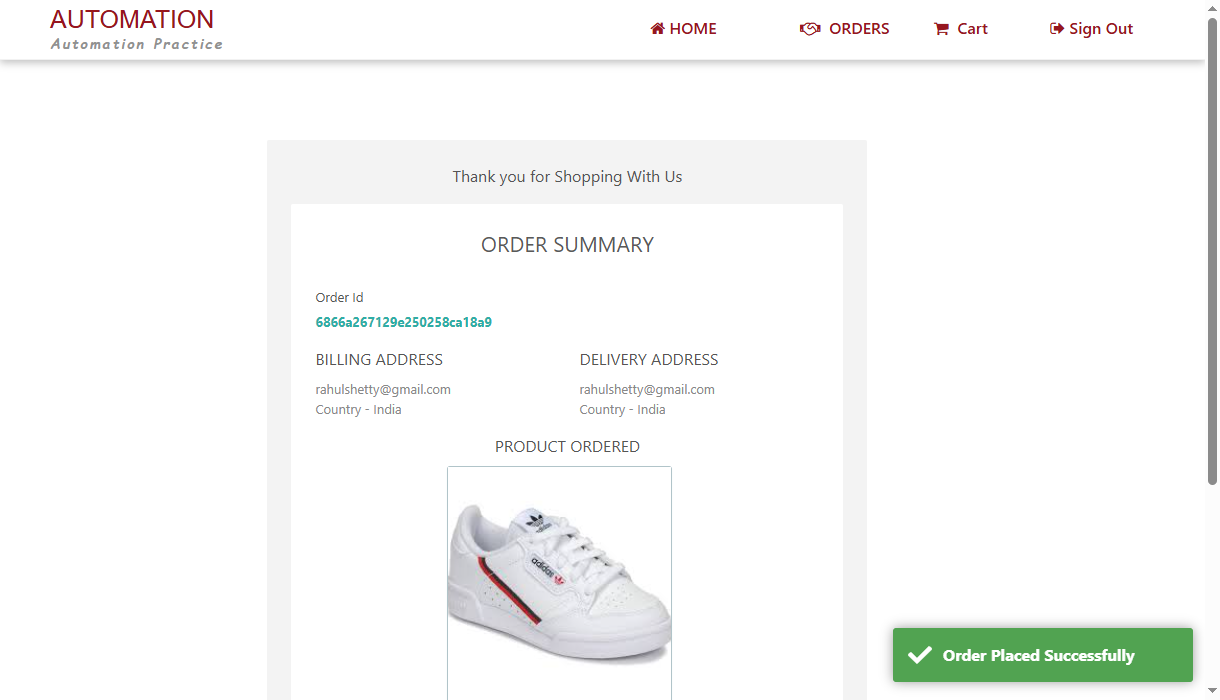 AUTOMATION
Automation Practice
HOME
ORDERS
Cart
Sign Out
Thank you for Shopping With Us
ORDER SUMMARY
Order Id
6866a267129e250258ca18a9
BILLING ADDRESS
DELIVERY ADDRESS
rahulshetty@gmail.com
rahulshetty@gmail.com
Country - India
Country - India
PRODUCT ORDERED
adidas
adidas
Order Placed Successfully